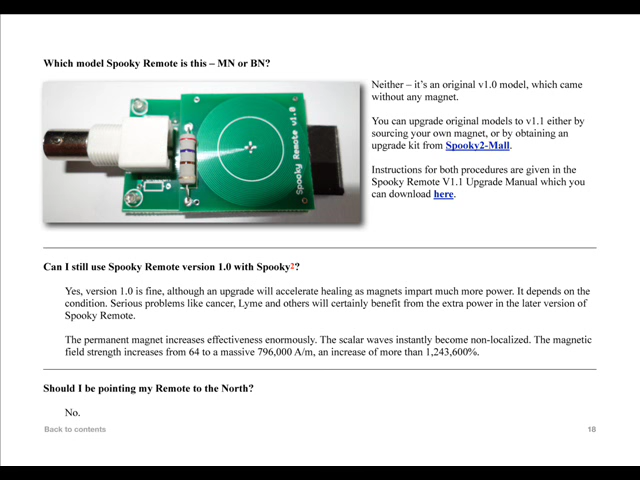 Which model Spooky Remote is this – MN or BN?
Neither – it's an original v1.0 model, which came
without any magnet.
You can upgrade original models to v1.1 either by
sourcing your own magnet, or by obtaining an
upgrade kit from Spooky2-Mall.
Instructions for both procedures are given in the
Spooky Remote V1.1 Upgrade Manual which you
can download here.
Spooky Remote v1.0
Can I still use Spooky Remote version 1.0 with Spooky2?
Yes, version 1.0 is fine, although an upgrade will accelerate healing as magnets impart much more power. It depends on the
condition. Serious problems like cancer, Lyme and others will certainly benefit from the extra power in the later version of
Spooky Remote.
The permanent magnet increases effectiveness enormously. The scalar waves instantly become non-localized. The magnetic
field strength increases from 64 to a massive 796,000 A/m, an increase of more than 1,243,600%.
Should I be pointing my Remote to the North?
No.
Back to contents
18